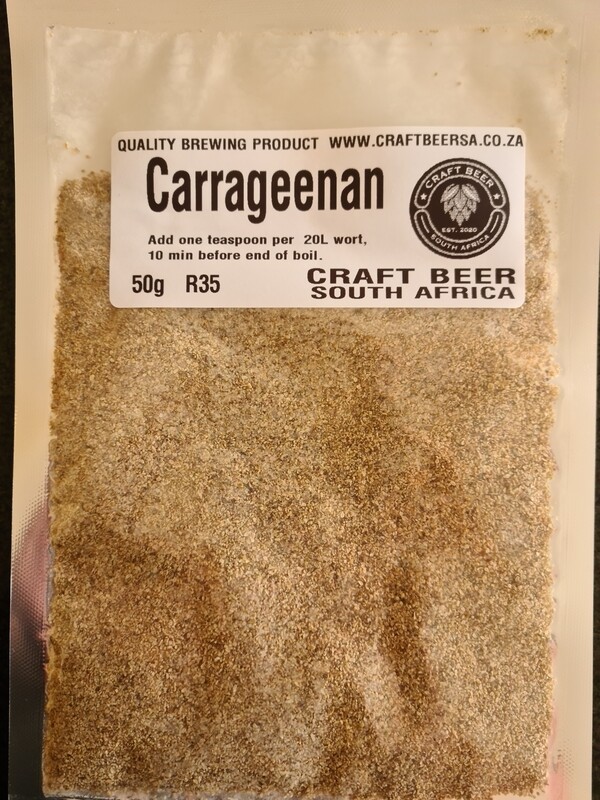 QUALITY BREWING PRODUCT WWW.CRAFTBEERSA.CO.ZA
Carrageenan
CRAFT BEER
EST. 2020
SOUTH AFRICA
Add one teaspoon per 20L wort,
10 min before end of boil.
50g R35
CRAFT BEER
SOUTH AFRICA